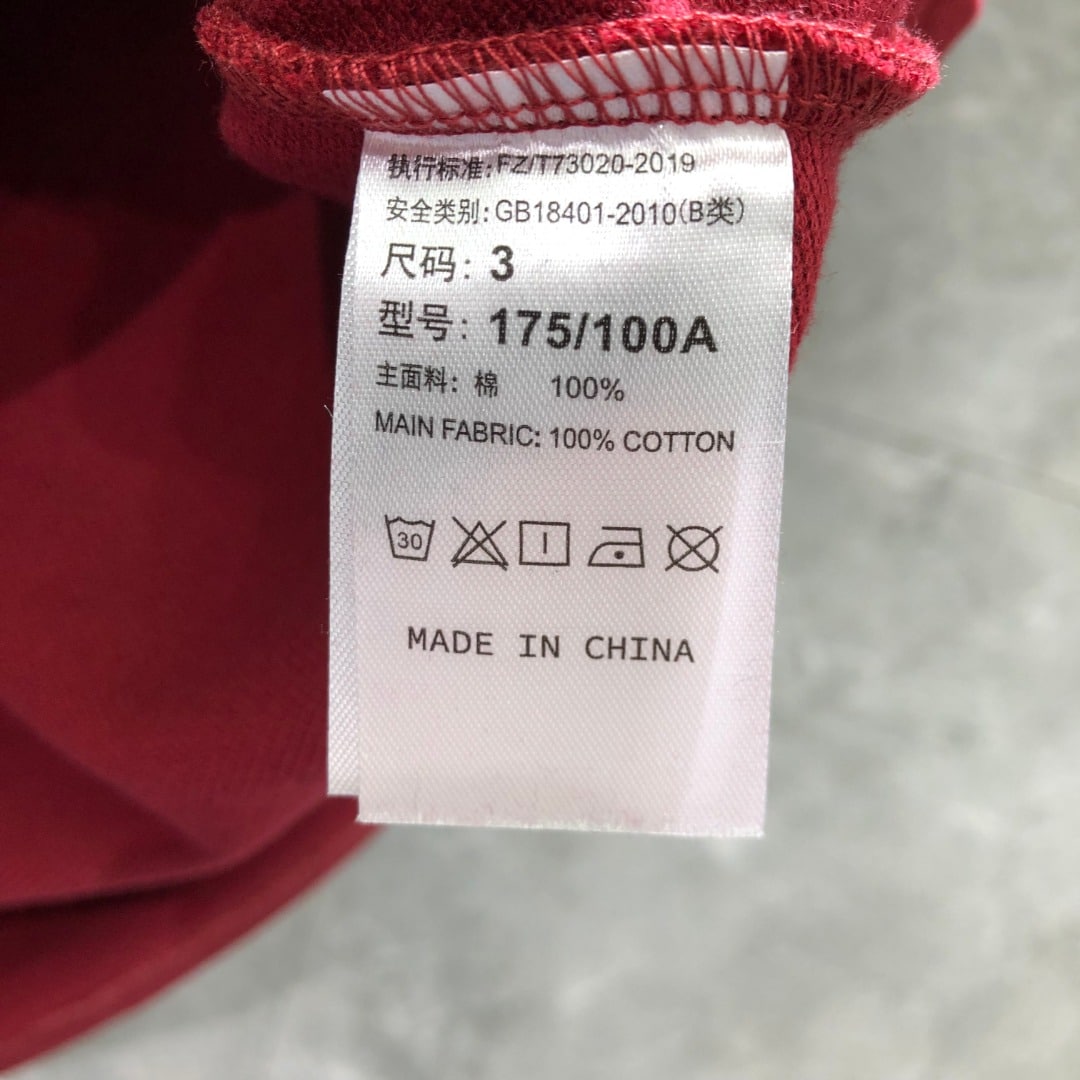 执行标准:FZ/T73020-2019
安全类别:GB18401-2010(B类)
尺码: 3
型号: 175/100A
主面料: 棉 100%
MAIN FABRIC: 100% COTTON
30
MADE IN CHINA